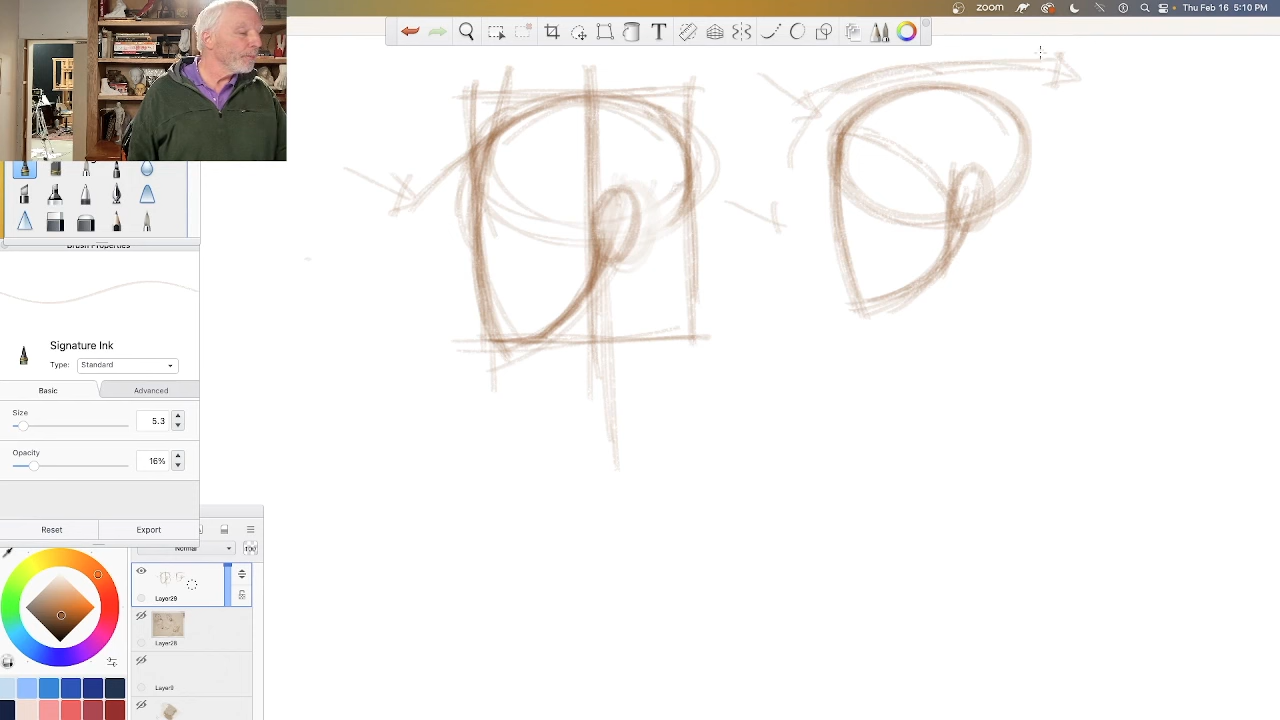 zoom
Thu Feb 16 5:10 PM
T
Brush Properties
Signature Ink
Type: Standard
Basic
Advanced
Size
5.3
Opacity
16%
Reset
Export
Normal
100
Layer29
Layer28
Layer9